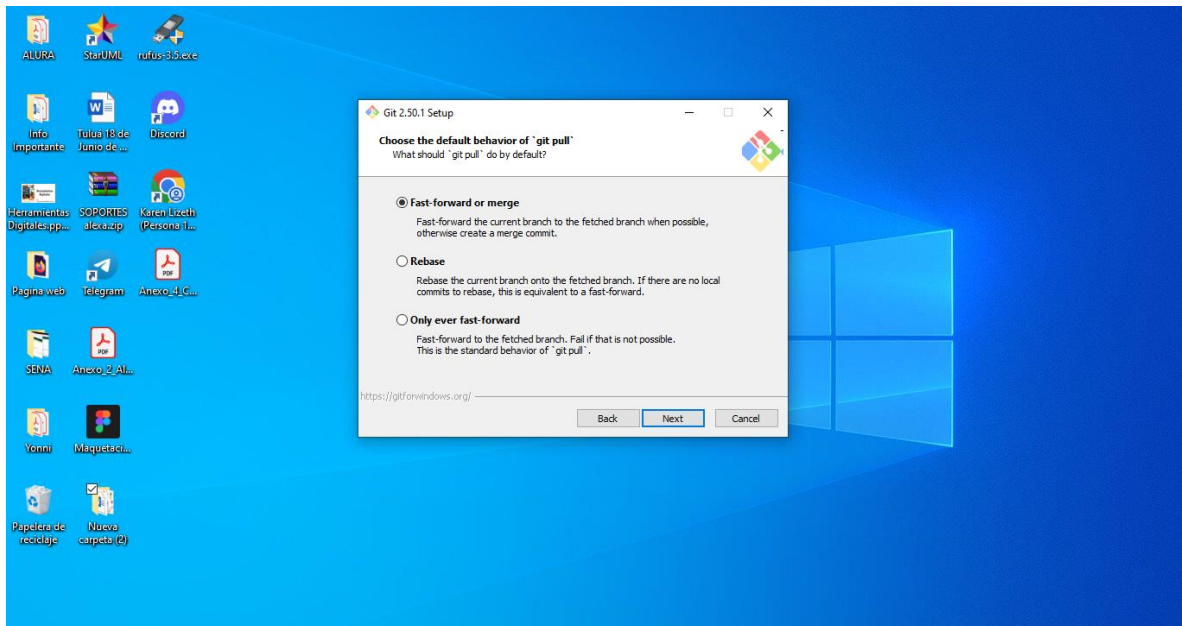 ALURA
StarUML
rufus-3.5.exe
Info
Importante
Tuluá 18 de
Junio de ...
Discord
Herramientas
Digitales.pp...
SOPORTES
alexa.zip
Karen Lizeth
(Persona 1...
Pagina web
Telegram
Anexo_4_C...
SENA
Anexo_2_Al...
Yonni
Maquetaci...
Papelera de
reciclaje
Nueva
carpeta (2)
Git 2.50.1 Setup
Choose the default behavior of `git pull`
What should `git pull` do by default?
Fast-forward or merge
Fast-forward the current branch to the fetched branch when possible,
otherwise create a merge commit.
Rebase
Rebase the current branch onto the fetched branch. If there are no local
commits to rebase, this is equivalent to a fast-forward.
Only ever fast-forward
Fast-forward to the fetched branch. Fail if that is not possible.
This is the standard behavior of `git pull`.
https://gitforwindows.org/
Back
Next
Cancel